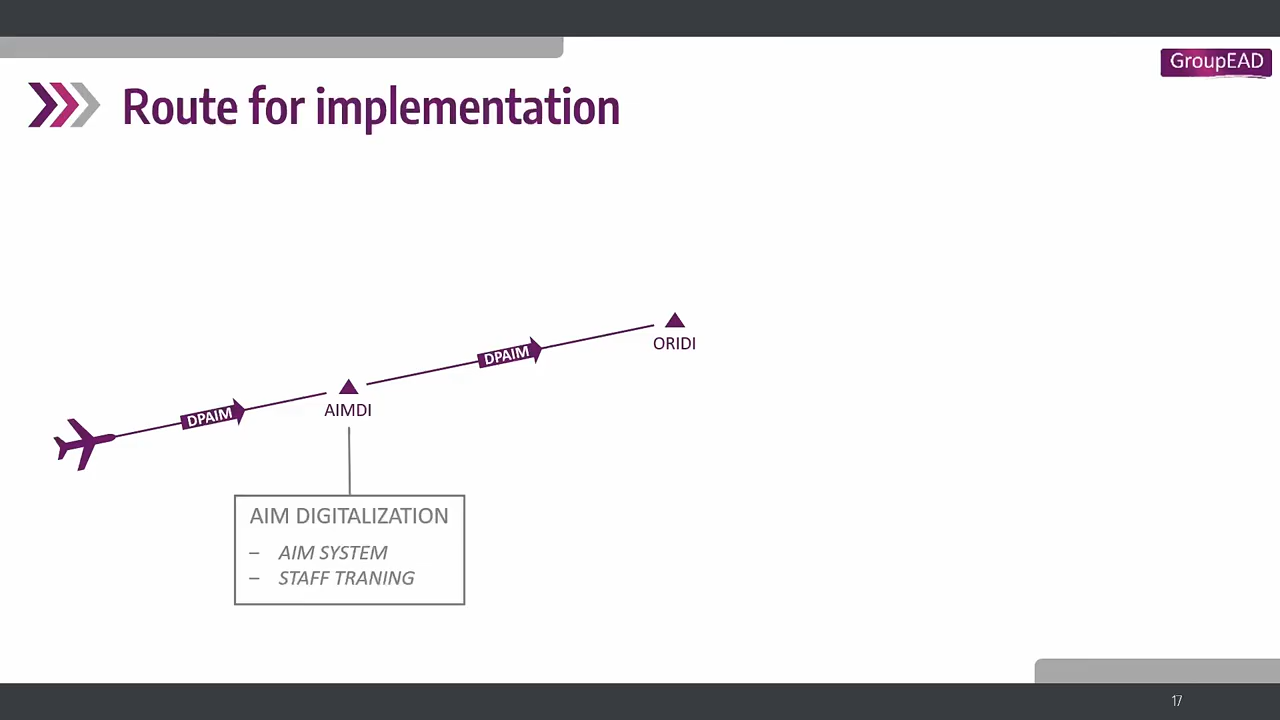 GroupEAD
Route for implementation
ORIDI
DPAIM
AIMDI
DPAIM
AIM DIGITALIZATION
– AIM SYSTEM
– STAFF TRANING
17